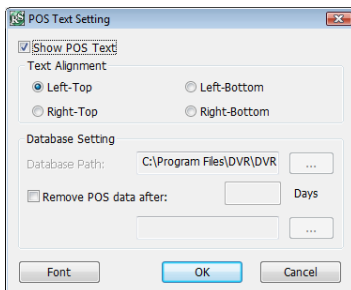 POS Text Setting
Show POS Text
Text Alignment
Left-Top Left-Bottom
Right-Top Right-Bottom
Database Setting
Database Path: C:\Program Files\DVR\DVR ...
Remove POS data after: Days
...
Font OK Cancel